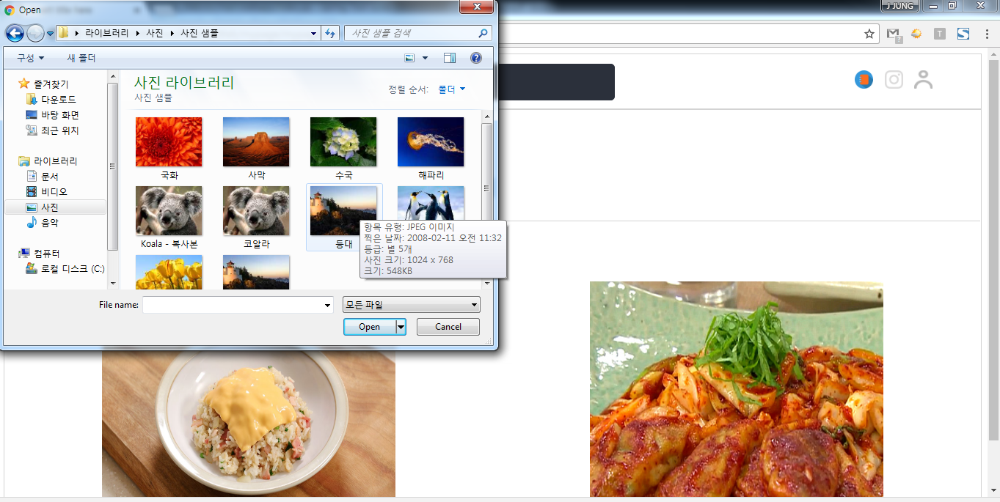 Open
J JUNG
라이브러리 사진 사진 샘플
사진 샘플 검색
구성 새 폴더
즐겨찾기
다운로드
바탕 화면
최근 위치
라이브러리
문서
비디오
사진
음악
컴퓨터
로컬 디스크 (C:)
사진 라이브러리
사진 샘플
정렬 순서: 폴더
국화 사막 수국 해파리
Koala - 복사본 코알라 등대
항목 유형: JPEG 이미지
찍은 날짜: 2008-02-11 오전 11:32
등급: 별 5개
사진 크기: 1024 x 768
크기: 548KB
File name:
모든 파일
Open Cancel